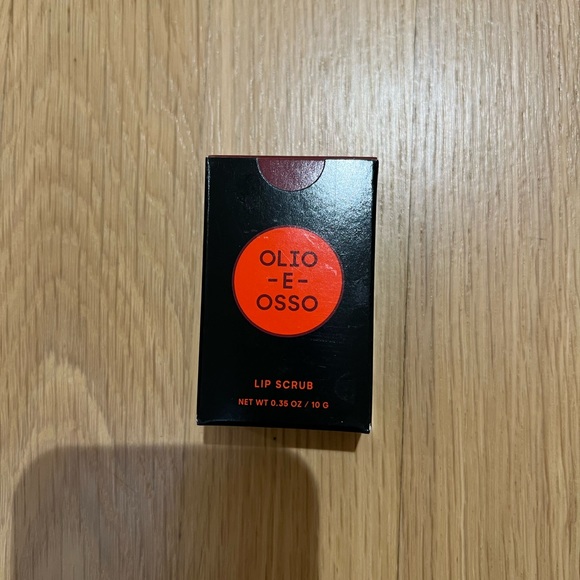 OLIO
-E-
OSSO
LIP SCRUB
NET WT 0.35 OZ / 10 G